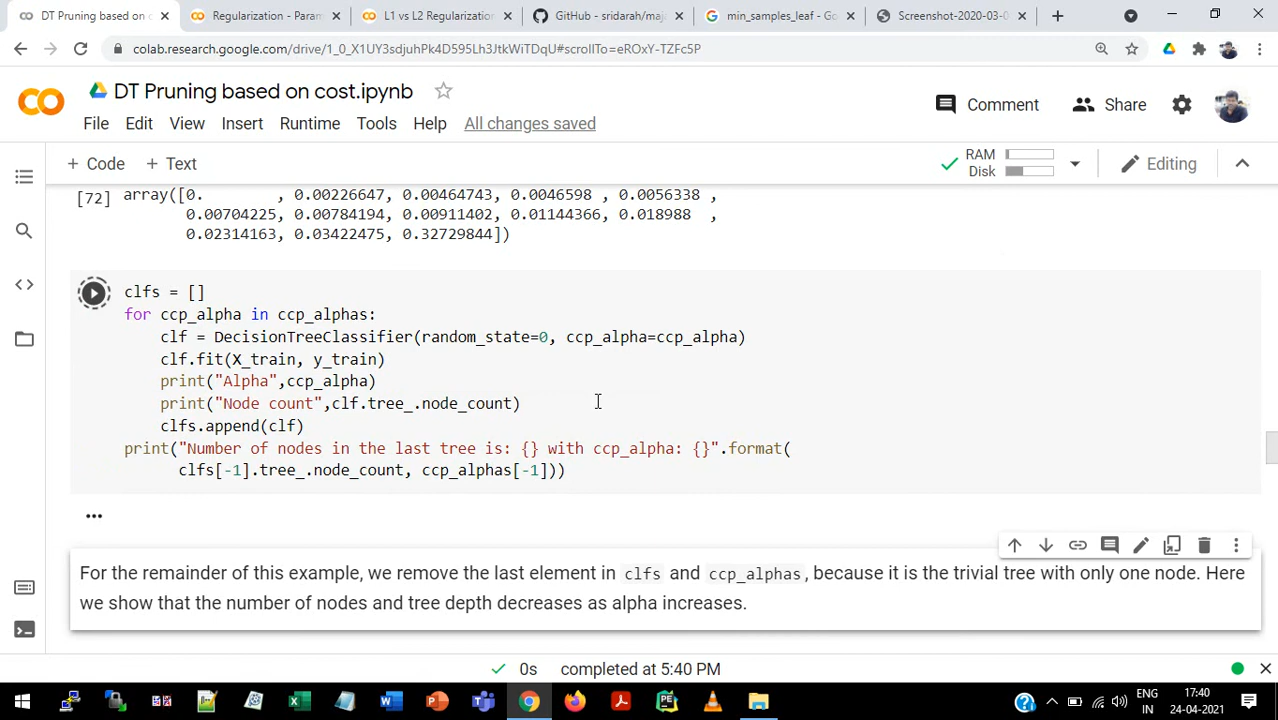 DT Pruning based on c
Regularization - Param
L1 vs L2 Regularization
GitHub - sridarah/maj
min_samples_leaf - Go
Screenshot-2020-03-0
colab.research.google.com/drive/1_0_X1UY3sdjuhPk4D595Lh3JtkWiTDqU#scrollTo=eROxY-TZFc5P
DT Pruning based on cost.ipynb
Comment
Share
File Edit View Insert Runtime Tools Help All changes saved
+ Code + Text
RAM
Disk
Editing
[72] array([0. , 0.00226647, 0.00464743, 0.0046598 , 0.0056338 ,
0.00704225, 0.00784194, 0.00911402, 0.01144366, 0.018988 ,
0.02314163, 0.03422475, 0.32729844])
clfs = []
for ccp_alpha in ccp_alphas:
clf = DecisionTreeClassifier(random_state=0, ccp_alpha=ccp_alpha)
clf.fit(X_train, y_train)
print("Alpha",ccp_alpha)
print("Node count",clf.tree_.node_count)
clfs.append(clf)
print("Number of nodes in the last tree is: {} with ccp_alpha: {}".format(
clfs[-1].tree_.node_count, ccp_alphas[-1]))
...
For the remainder of this example, we remove the last element in clfs and ccp_alphas, because it is the trivial tree with only one node. Here
we show that the number of nodes and tree depth decreases as alpha increases.
0s completed at 5:40 PM
ENG
IN
17:40
24-04-2021